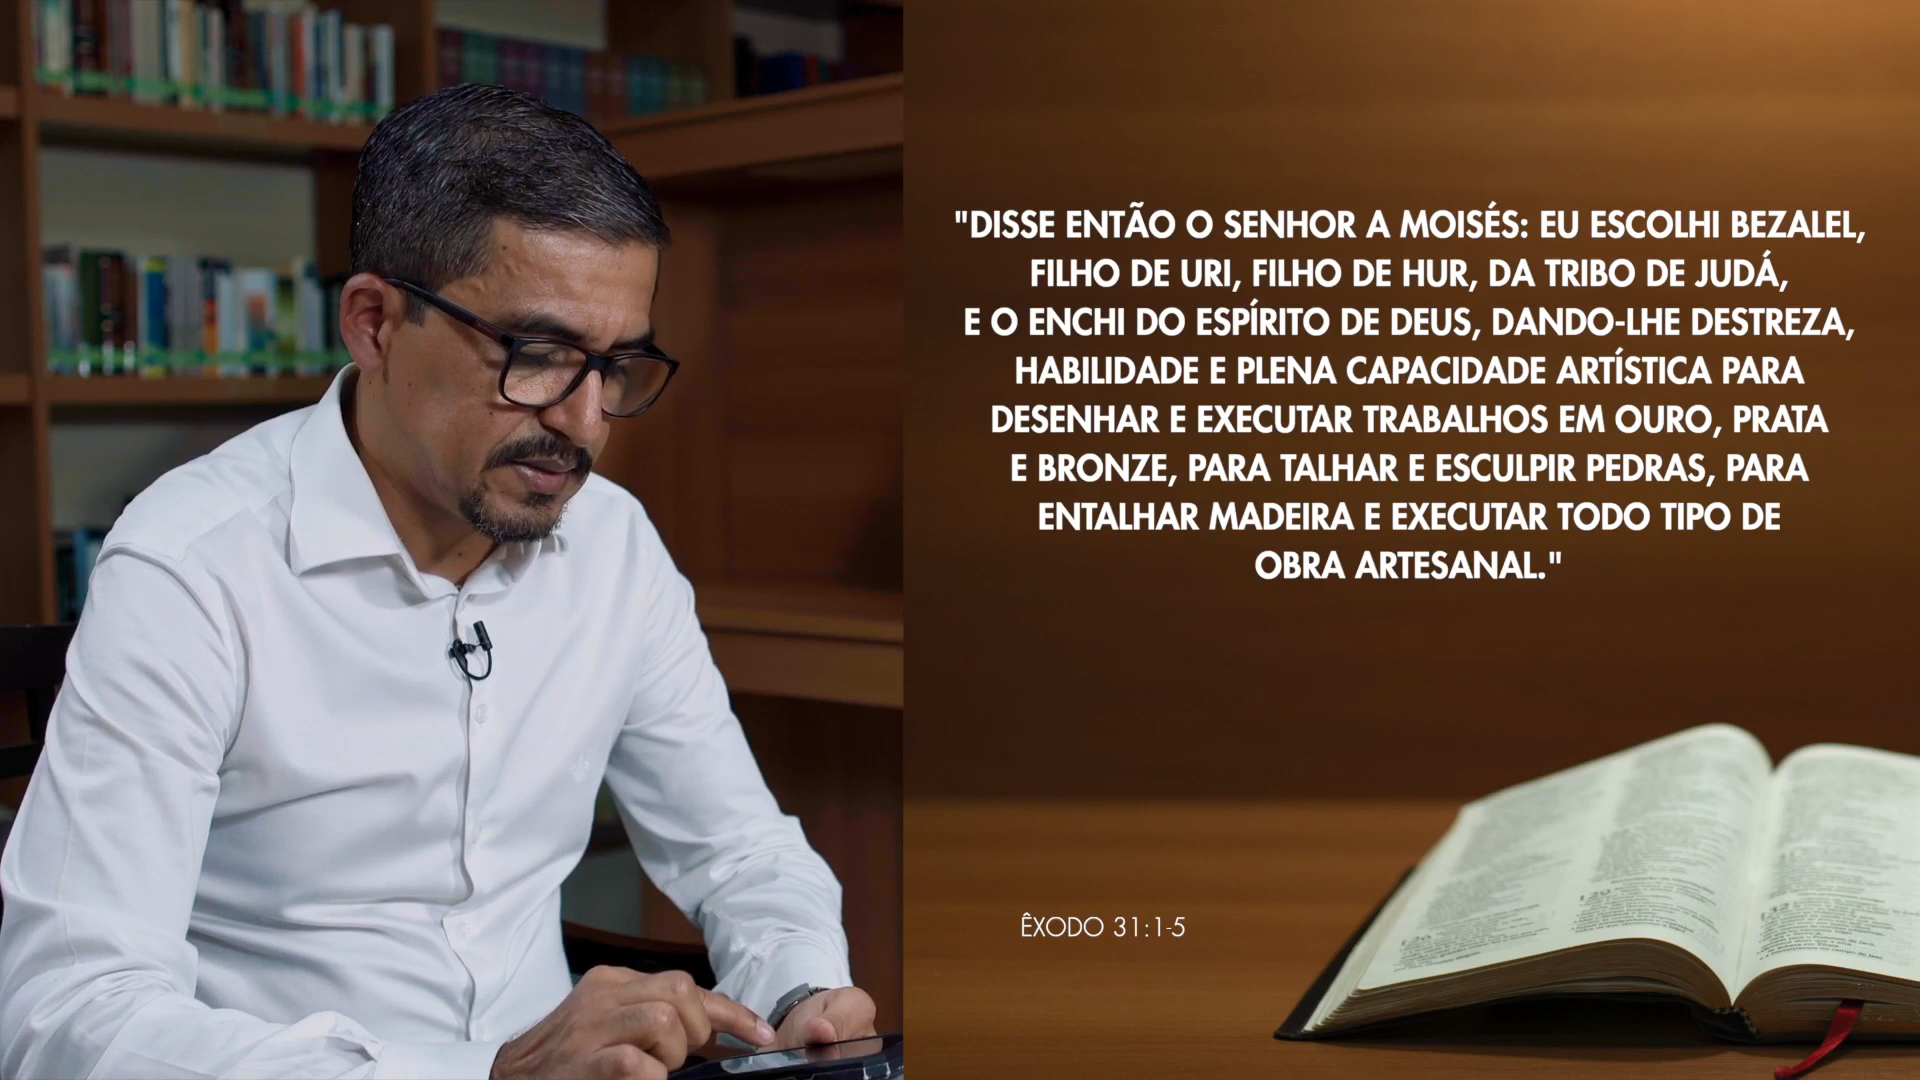 "DISSE ENTÃO O SENHOR A MOISÉS: EU ESCOLHI BEZALEL,
FILHO DE URI, FILHO DE HUR, DA TRIBO DE JUDÁ,
E O ENCHI DO ESPÍRITO DE DEUS, DANDO-LHE DESTREZA,
HABILIDADE E PLENA CAPACIDADE ARTÍSTICA PARA
DESENHAR E EXECUTAR TRABALHOS EM OURO, PRATA
E BRONZE, PARA TALHAR E ESCULPIR PEDRAS, PARA
ENTALHAR MADEIRA E EXECUTAR TODO TIPO DE
OBRA ARTESANAL."
ÊXODO 31:1-5